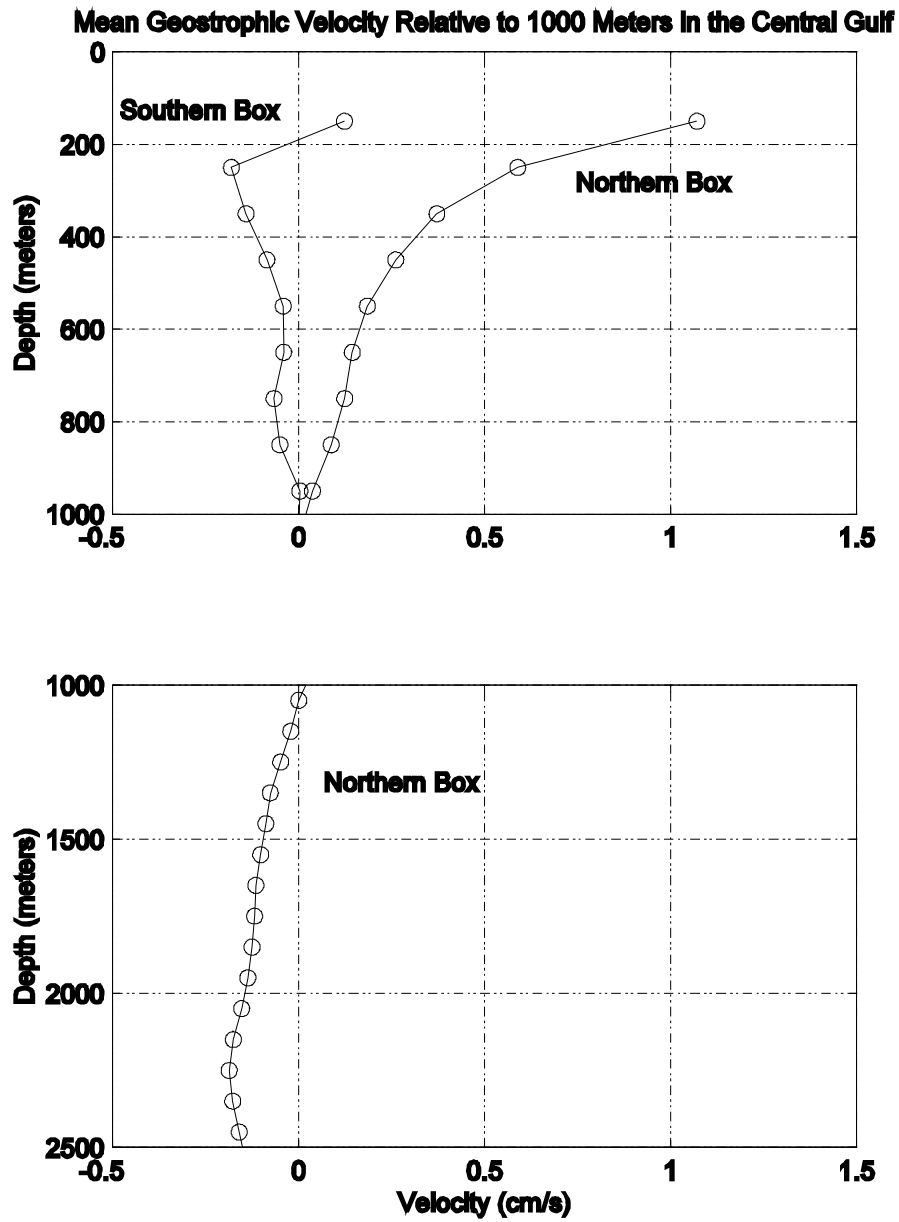 Mean Geostrophic Velocity Relative to 1000 Meters in the Central Gulf
0
Southern Box
200
Northern Box
400
600
800
1000
-0.5 0 0.5 1 1.5
Depth (meters)
1000
Northern Box
1500
2000
2500
-0.5 0 0.5 1 1.5
Depth (meters)
Velocity (cm/s)